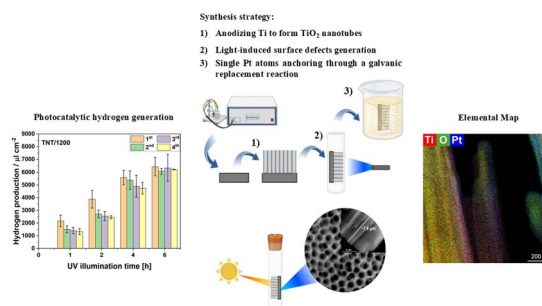 Synthesis strategy:
1) Anodizing Ti to form TiO2 nanotubes
2) Light-induced surface defects generation
3) Single Pt atoms anchoring through a galvanic
replacement reaction
3)
Photocatalytic hydrogen generation
1)
2)
Elemental Map
Hydrogen production / µl cm-2
9000
8000
7000
6000
5000
4000
3000
2000
1000
0
TNT/1200
1st
3rd
2nd
4th
0
1
2
4
6
UV illumination time [h]
Ti O Pt
200